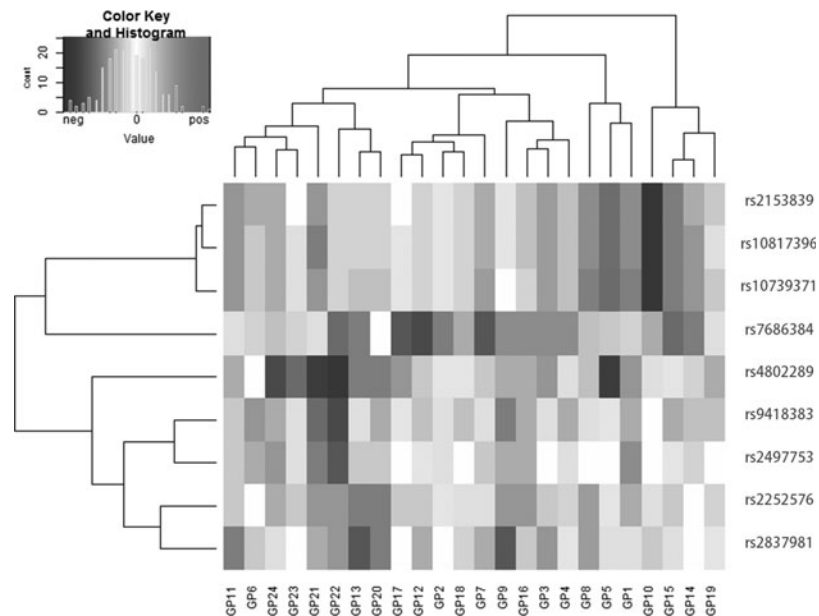 Color Key
and Histogram
Count
0 10 20
neg 0 pos
Value
rs2153839
rs10817396
rs10739371
rs7686384
rs4802289
rs9418383
rs2497753
rs2252576
rs2837981
GP11 GP6 GP24 GP23 GP21 GP22 GP13 GP20 GP17 GP12 GP2 GP18 GP7 GP9 GP16 GP3 GP4 GP8 GP5 GP1 GP10 GP15 GP14 GP19